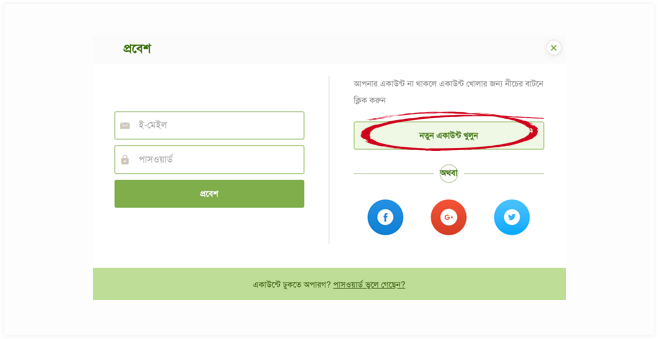 প্রবেশ
ই-মেইল
পাসওয়ার্ড
প্রবেশ
আপনার একাউন্ট না থাকলে একাউন্ট খোলার জন্য নীচের বাটনে
ক্লিক করুন
নতুন একাউন্ট খুলুন
অথবা
একাউন্টে ঢুকতে অপারগ? পাসওয়ার্ড ভুলে গেছেন?